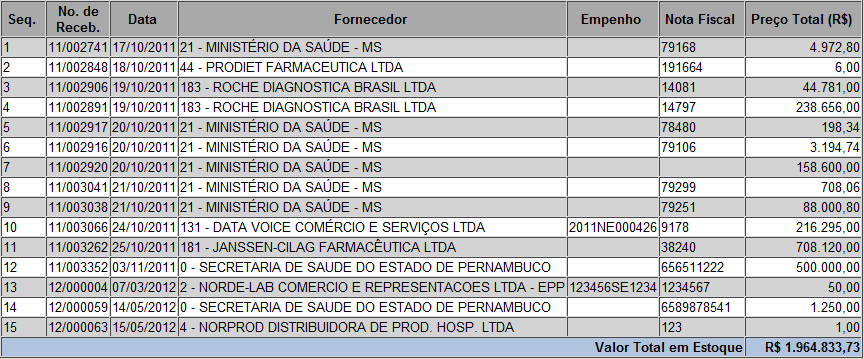 Seq. No. de Receb. Data Fornecedor Empenho Nota Fiscal Preço Total (R$)
1 11/002741 17/10/2011 21 - MINISTÉRIO DA SAÚDE - MS 79168 4.972,80
2 11/002848 18/10/2011 44 - PRODIET FARMACEUTICA LTDA 191664 6,00
3 11/002906 19/10/2011 183 - ROCHE DIAGNOSTICA BRASIL LTDA 14081 44.781,00
4 11/002891 19/10/2011 183 - ROCHE DIAGNOSTICA BRASIL LTDA 14797 238.656,00
5 11/002917 20/10/2011 21 - MINISTÉRIO DA SAÚDE - MS 78480 198,34
6 11/002916 20/10/2011 21 - MINISTÉRIO DA SAÚDE - MS 79106 3.194,74
7 11/002920 20/10/2011 21 - MINISTÉRIO DA SAÚDE - MS 158.600,00
8 11/003041 21/10/2011 21 - MINISTÉRIO DA SAÚDE - MS 79299 708,06
9 11/003038 21/10/2011 21 - MINISTÉRIO DA SAÚDE - MS 79251 88.000,80
10 11/003066 24/10/2011 131 - DATA VOICE COMÉRCIO E SERVIÇOS LTDA 2011NE000426 9178 216.295,00
11 11/003262 25/10/2011 181 - JANSSEN-CILAG FARMACÊUTICA LTDA 38240 708.120,00
12 11/003352 03/11/2011 0 - SECRETARIA DE SAUDE DO ESTADO DE PERNAMBUCO 656511222 500.000,00
13 12/000004 07/03/2012 2 - NORDE-LAB COMERCIO E REPRESENTACOES LTDA - EPP 123456SE1234 1234567 50,00
14 12/000059 14/05/2012 0 - SECRETARIA DE SAUDE DO ESTADO DE PERNAMBUCO 6589878541 1.250,00
15 12/000063 15/05/2012 4 - NORPROD DISTRIBUIDORA DE PROD. HOSP. LTDA 123 1,00
Valor Total em Estoque R$ 1.964.833,73